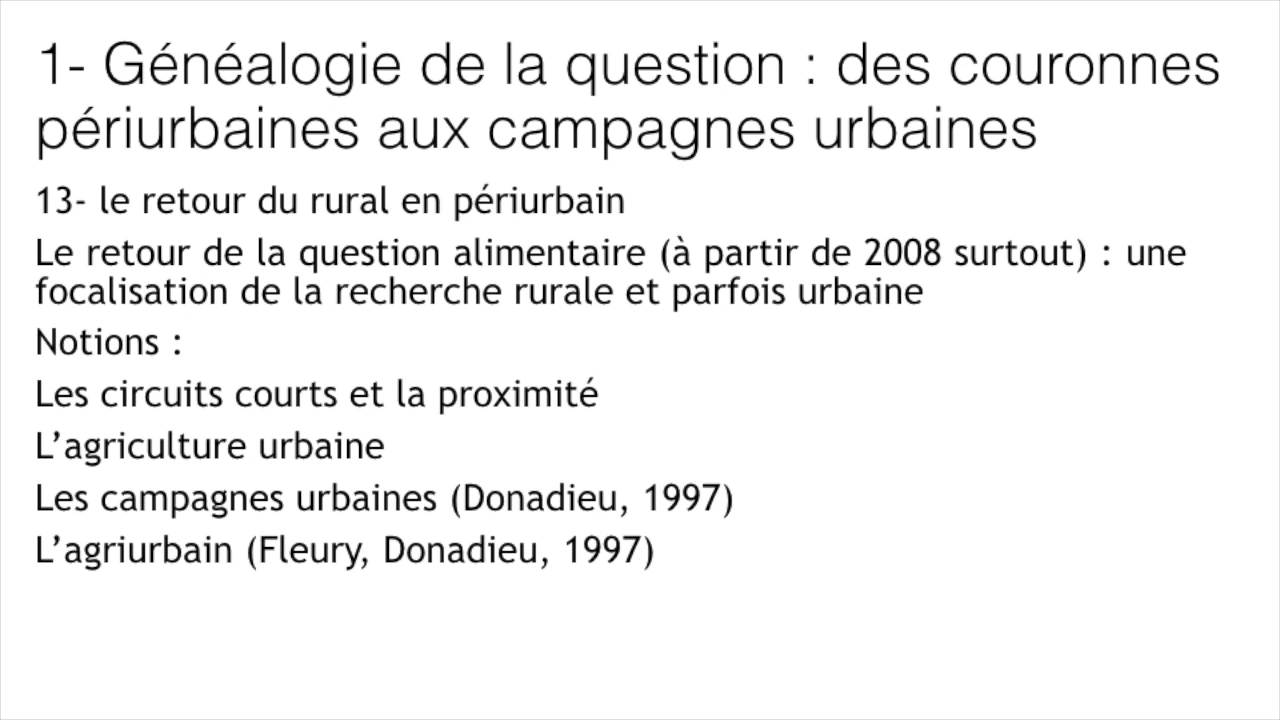 1- Généalogie de la question : des couronnes
périurbaines aux campagnes urbaines
13- le retour du rural en périurbain
Le retour de la question alimentaire (à partir de 2008 surtout) : une
focalisation de la recherche rurale et parfois urbaine
Notions :
Les circuits courts et la proximité
L’agriculture urbaine
Les campagnes urbaines (Donadieu, 1997)
L’agriurbain (Fleury, Donadieu, 1997)